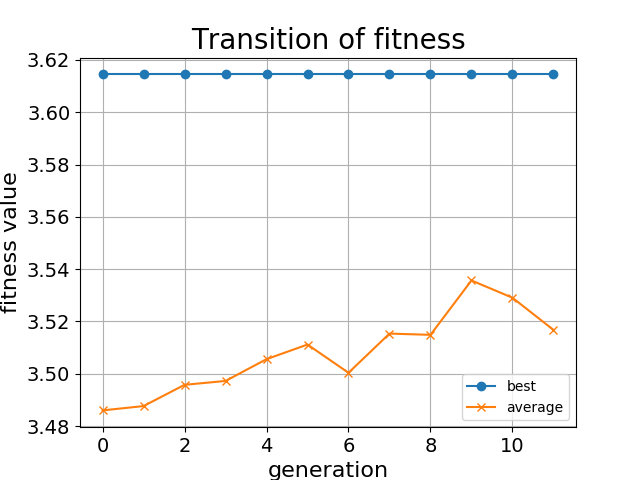 Transition of fitness
3.62
3.60
3.58
3.56
3.54
3.52
3.50
3.48
fitness value
best
average
0 2 4 6 8 10
generation